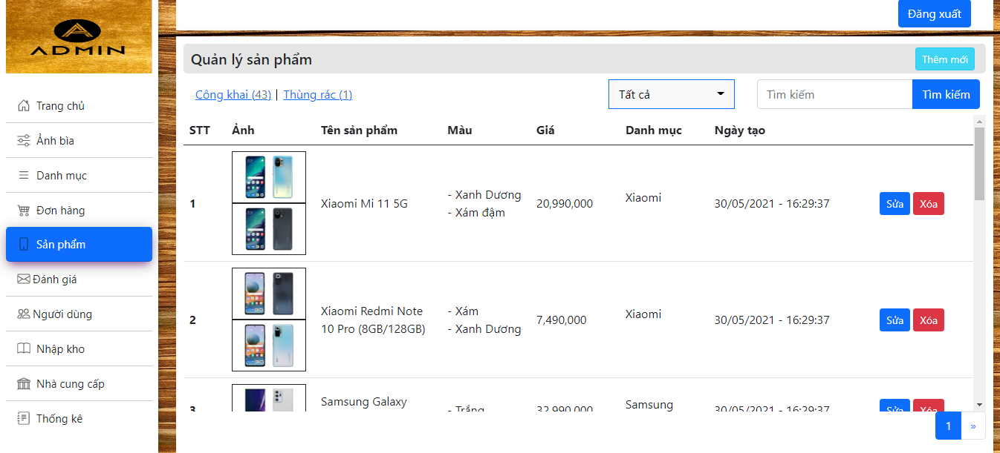 Đăng xuất
ADMIN
Quản lý sản phẩm
Thêm mới
Công khai (43) | Thùng rác (1)
Tất cả
Tìm kiếm
Tìm kiếm
Trang chủ
Ảnh bìa
Danh mục
Đơn hàng
Sản phẩm
Đánh giá
Người dùng
Nhập kho
Nhà cung cấp
Thống kê
STT Ảnh Tên sản phẩm Màu Giá Danh mục Ngày tạo
1 Xiaomi Mi 11 5G - Xanh Dương 20,990,000 Xiaomi 30/05/2021 - 16:29:37 Sửa Xóa
- Xám đậm
2 Xiaomi Redmi Note - Xám 7,490,000 Xiaomi 30/05/2021 - 16:29:37 Sửa Xóa
10 Pro (8GB/128GB) - Xanh Dương
3 Samsung Galaxy - Trắng 32,990,000 Samsung 30/05/2021 - 16:29:37 Sửa Xóa
1 »